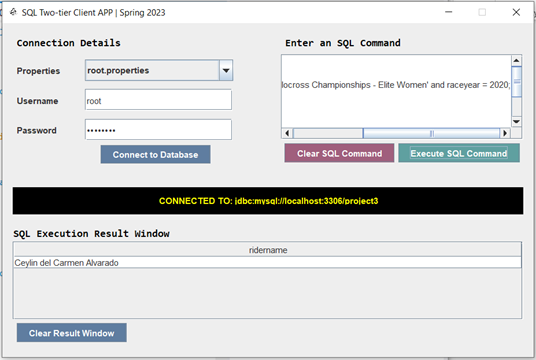 SQL Two-tier Client APP | Spring 2023
Connection Details
Properties
root.properties
Username
root
Password
••••••••
Connect to Database
Enter an SQL Command
locross Championships - Elite Women' and raceyear = 2020;
Clear SQL Command
Execute SQL Command
CONNECTED TO: jdbc:mysql://localhost:3306/project3
SQL Execution Result Window
ridername
Ceylin del Carmen Alvarado
Clear Result Window